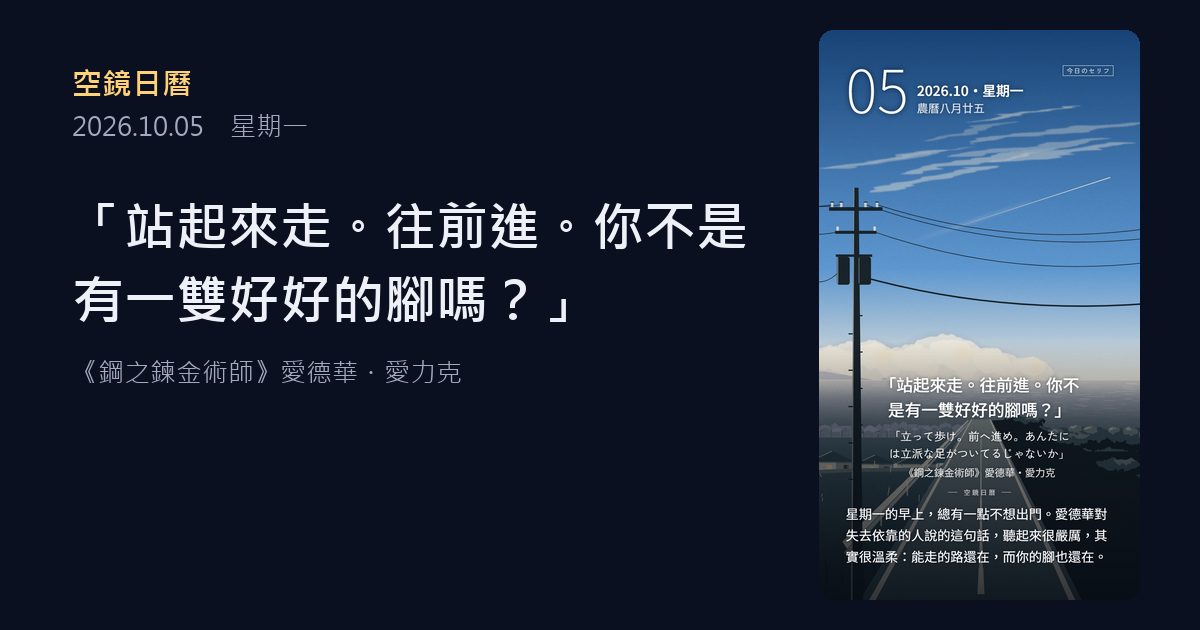 空鏡日曆
2026.10.05　星期一
「站起來走。往前進。你不是
有一雙好好的腳嗎？」
《鋼之鍊金術師》愛德華・愛力克
05
2026.10・星期一
農曆八月廿五
今日のセリフ
「站起來走。往前進。你不
是有一雙好好的腳嗎？」
「立って歩け。前へ進め。あんたに
は立派な足がついてるじゃないか」
《鋼之鍊金術師》愛德華・愛力克
— 空鏡日曆 —
星期一的早上，總有一點不想出門。愛德華對
失去依靠的人說的這句話，聽起來很嚴厲，其
實很溫柔：能走的路還在，而你的腳也還在。